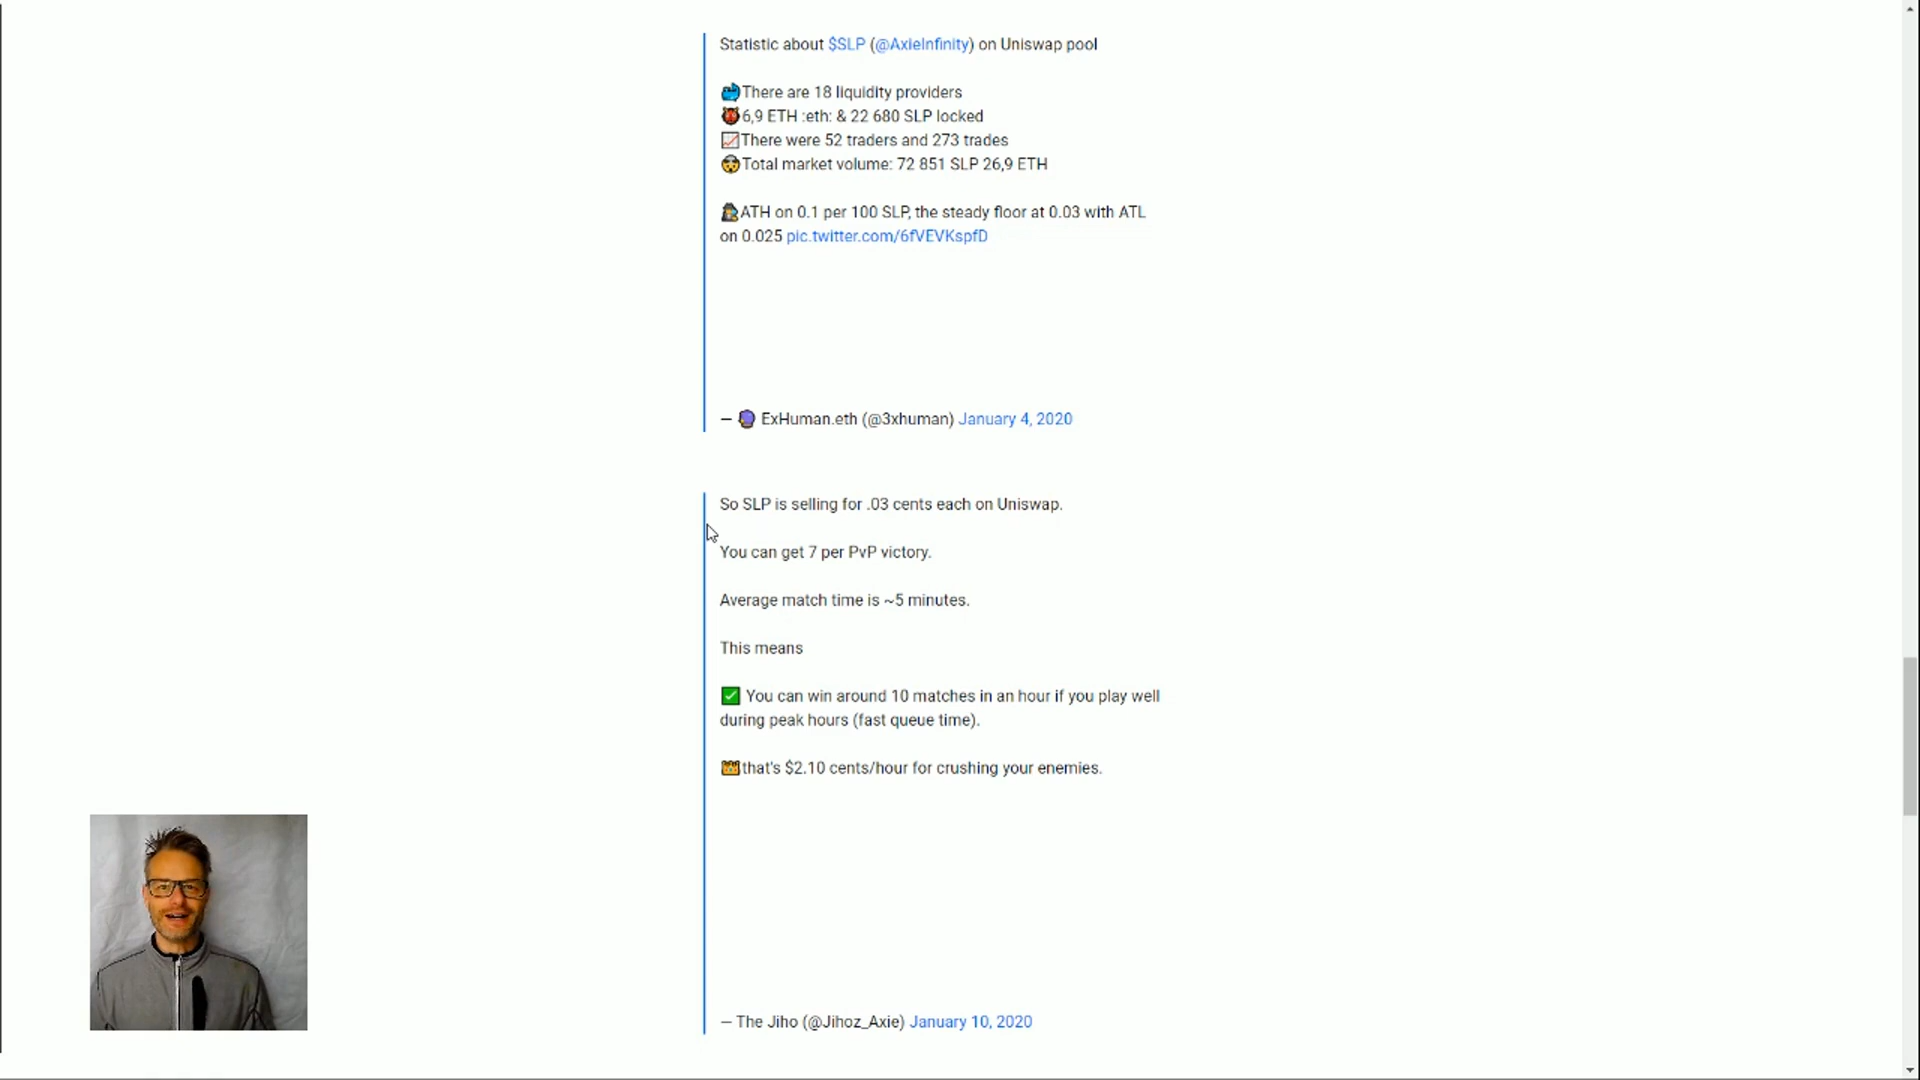 Statistic about $SLP (@AxieInfinity) on Uniswap pool
There are 18 liquidity providers
6,9 ETH :eth: & 22 680 SLP locked
There were 52 traders and 273 trades
Total market volume: 72 851 SLP 26,9 ETH
ATH on 0.1 per 100 SLP, the steady floor at 0.03 with ATL
on 0.025 pic.twitter.com/6fVEVKspfD
— ExHuman.eth (@3xhuman) January 4, 2020
So SLP is selling for .03 cents each on Uniswap.
You can get 7 per PvP victory.
Average match time is ~5 minutes.
This means
You can win around 10 matches in an hour if you play well
during peak hours (fast queue time).
that's $2.10 cents/hour for crushing your enemies.
— The Jiho (@Jihoz_Axie) January 10, 2020